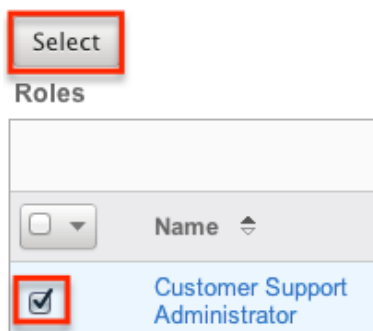 Select
Roles
Name
Customer Support
Administrator